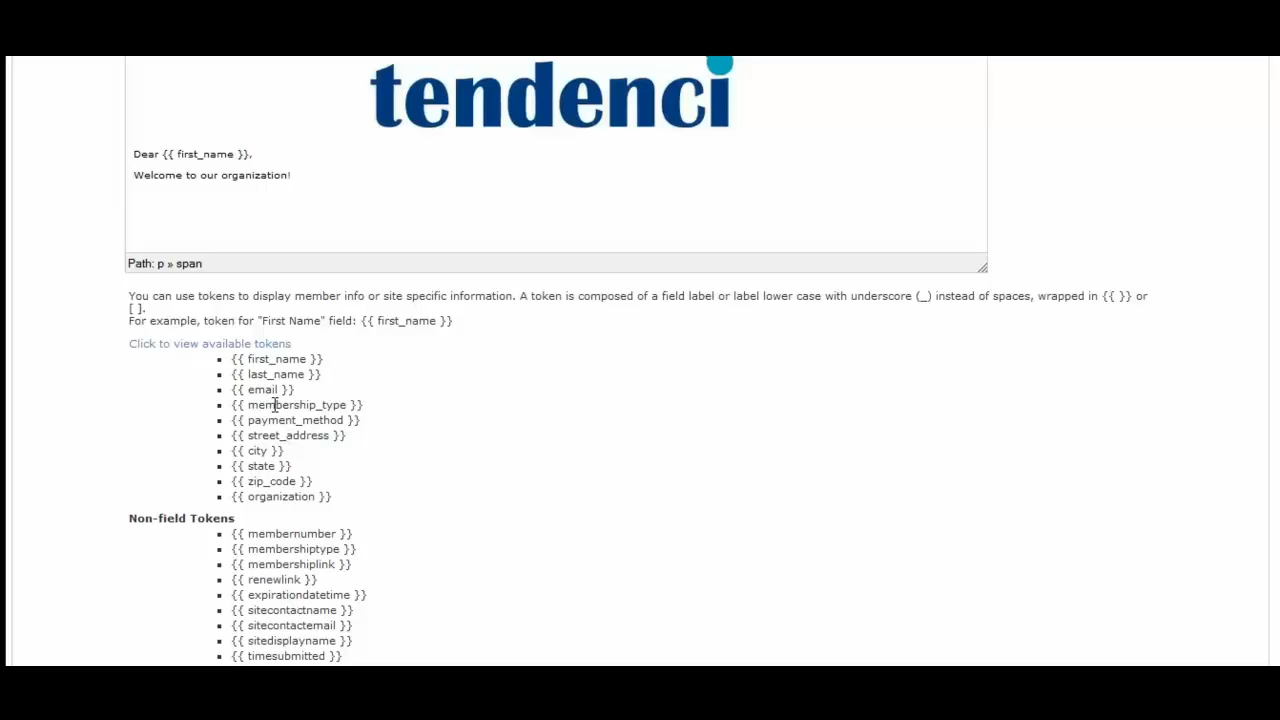 tendenci
Dear {{ first_name }},
Welcome to our organization!
Path: p » span
You can use tokens to display member info or site specific information. A token is composed of a field label or label lower case with underscore (_) instead of spaces, wrapped in {{ }} or
[ ].
For example, token for "First Name" field: {{ first_name }}
Click to view available tokens
{{ first_name }}
{{ last_name }}
{{ email }}
{{ membership_type }}
{{ payment_method }}
{{ street_address }}
{{ city }}
{{ state }}
{{ zip_code }}
{{ organization }}
Non-field Tokens
{{ membernumber }}
{{ membershiptype }}
{{ membershiplink }}
{{ renewlink }}
{{ expirationdatetime }}
{{ sitecontactname }}
{{ sitecontactemail }}
{{ sitedisplayname }}
{{ timesubmitted }}